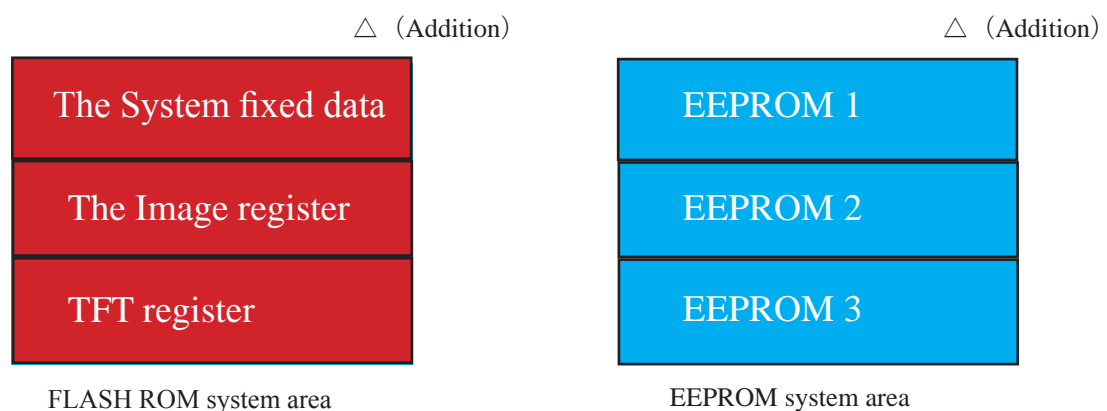 △ （Addition）
The System fixed data
The Image register
TFT register
FLASH ROM system area
△ （Addition）
EEPROM 1
EEPROM 2
EEPROM 3
EEPROM system area